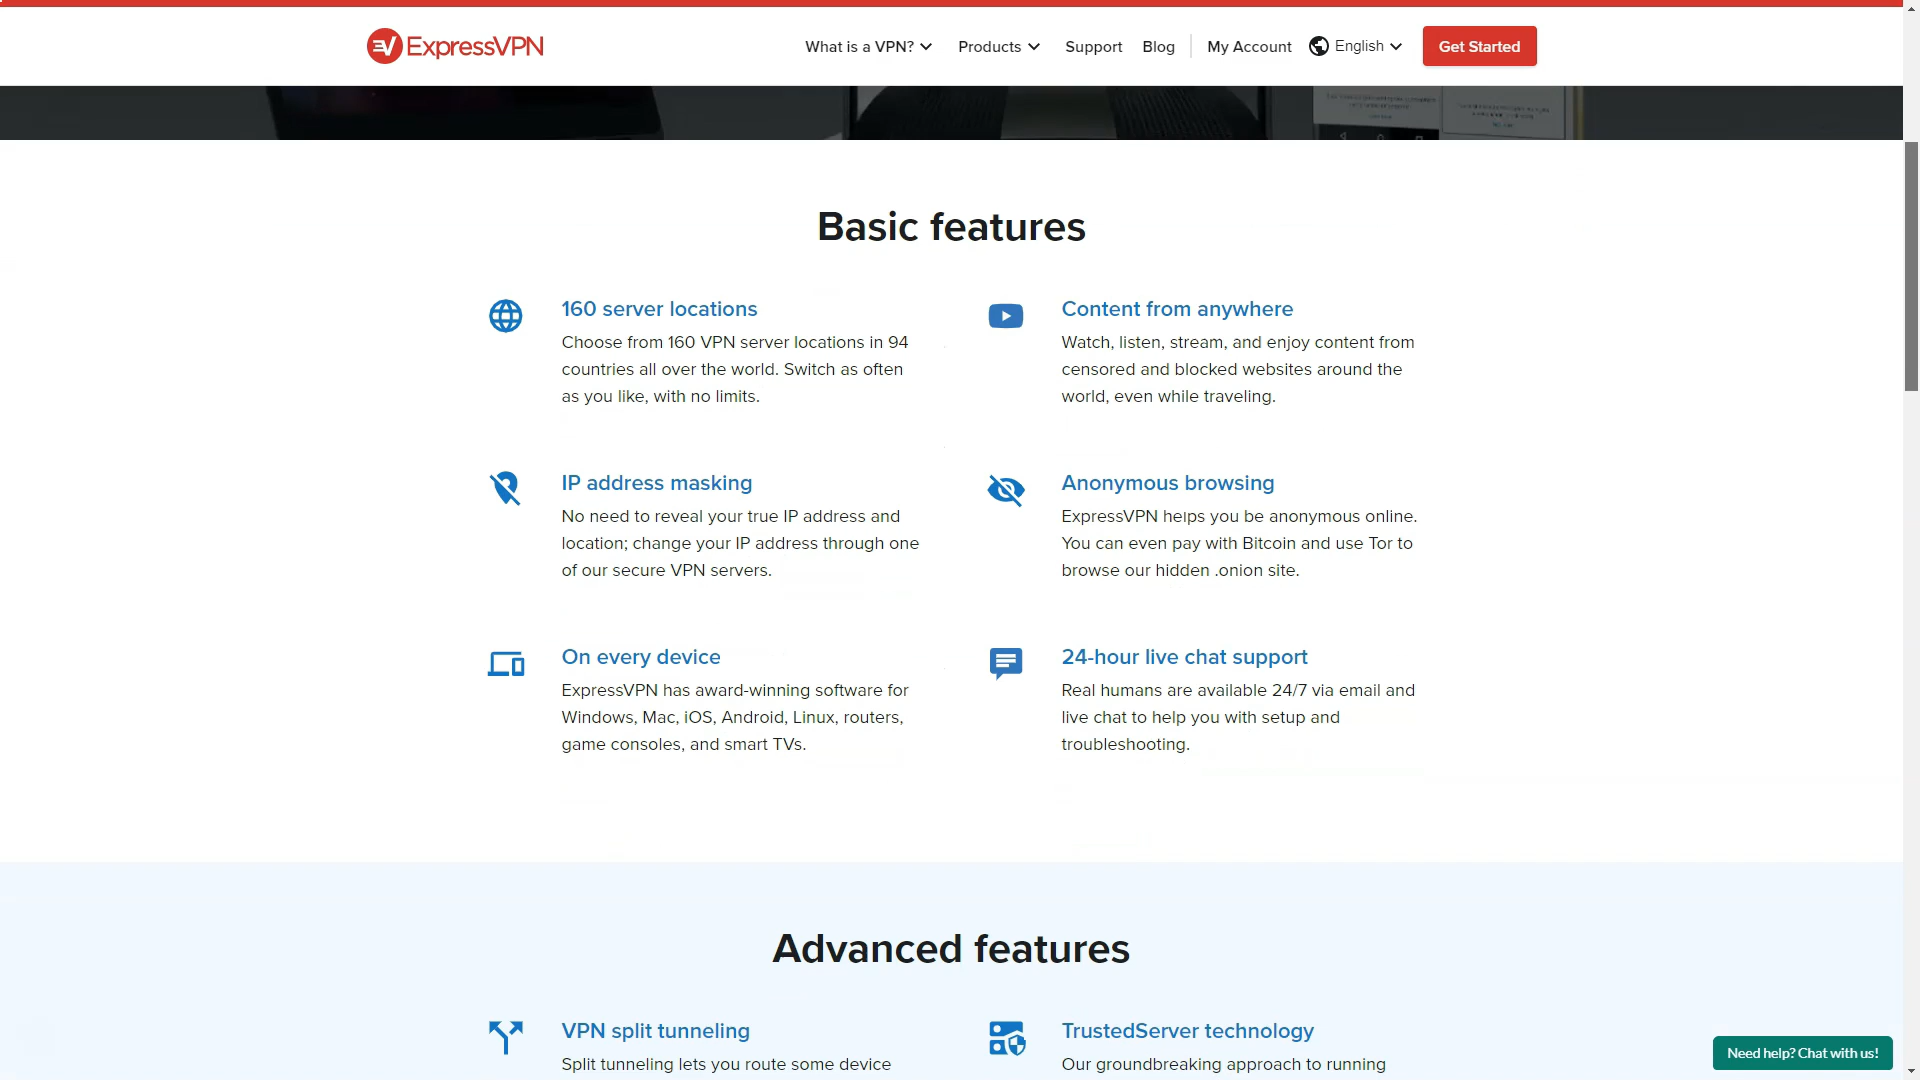 ExpressVPN
What is a VPN? Products Support Blog My Account English Get Started
Basic features
160 server locations
Choose from 160 VPN server locations in 94
countries all over the world. Switch as often
as you like, with no limits.
Content from anywhere
Watch, listen, stream, and enjoy content from
censored and blocked websites around the
world, even while traveling.
IP address masking
No need to reveal your true IP address and
location; change your IP address through one
of our secure VPN servers.
Anonymous browsing
ExpressVPN helps you be anonymous online.
You can even pay with Bitcoin and use Tor to
browse our hidden .onion site.
On every device
ExpressVPN has award-winning software for
Windows, Mac, iOS, Android, Linux, routers,
game consoles, and smart TVs.
24-hour live chat support
Real humans are available 24/7 via email and
live chat to help you with setup and
troubleshooting.
Advanced features
VPN split tunneling
Split tunneling lets you route some device
TrustedServer technology
Our groundbreaking approach to running
Need help? Chat with us!